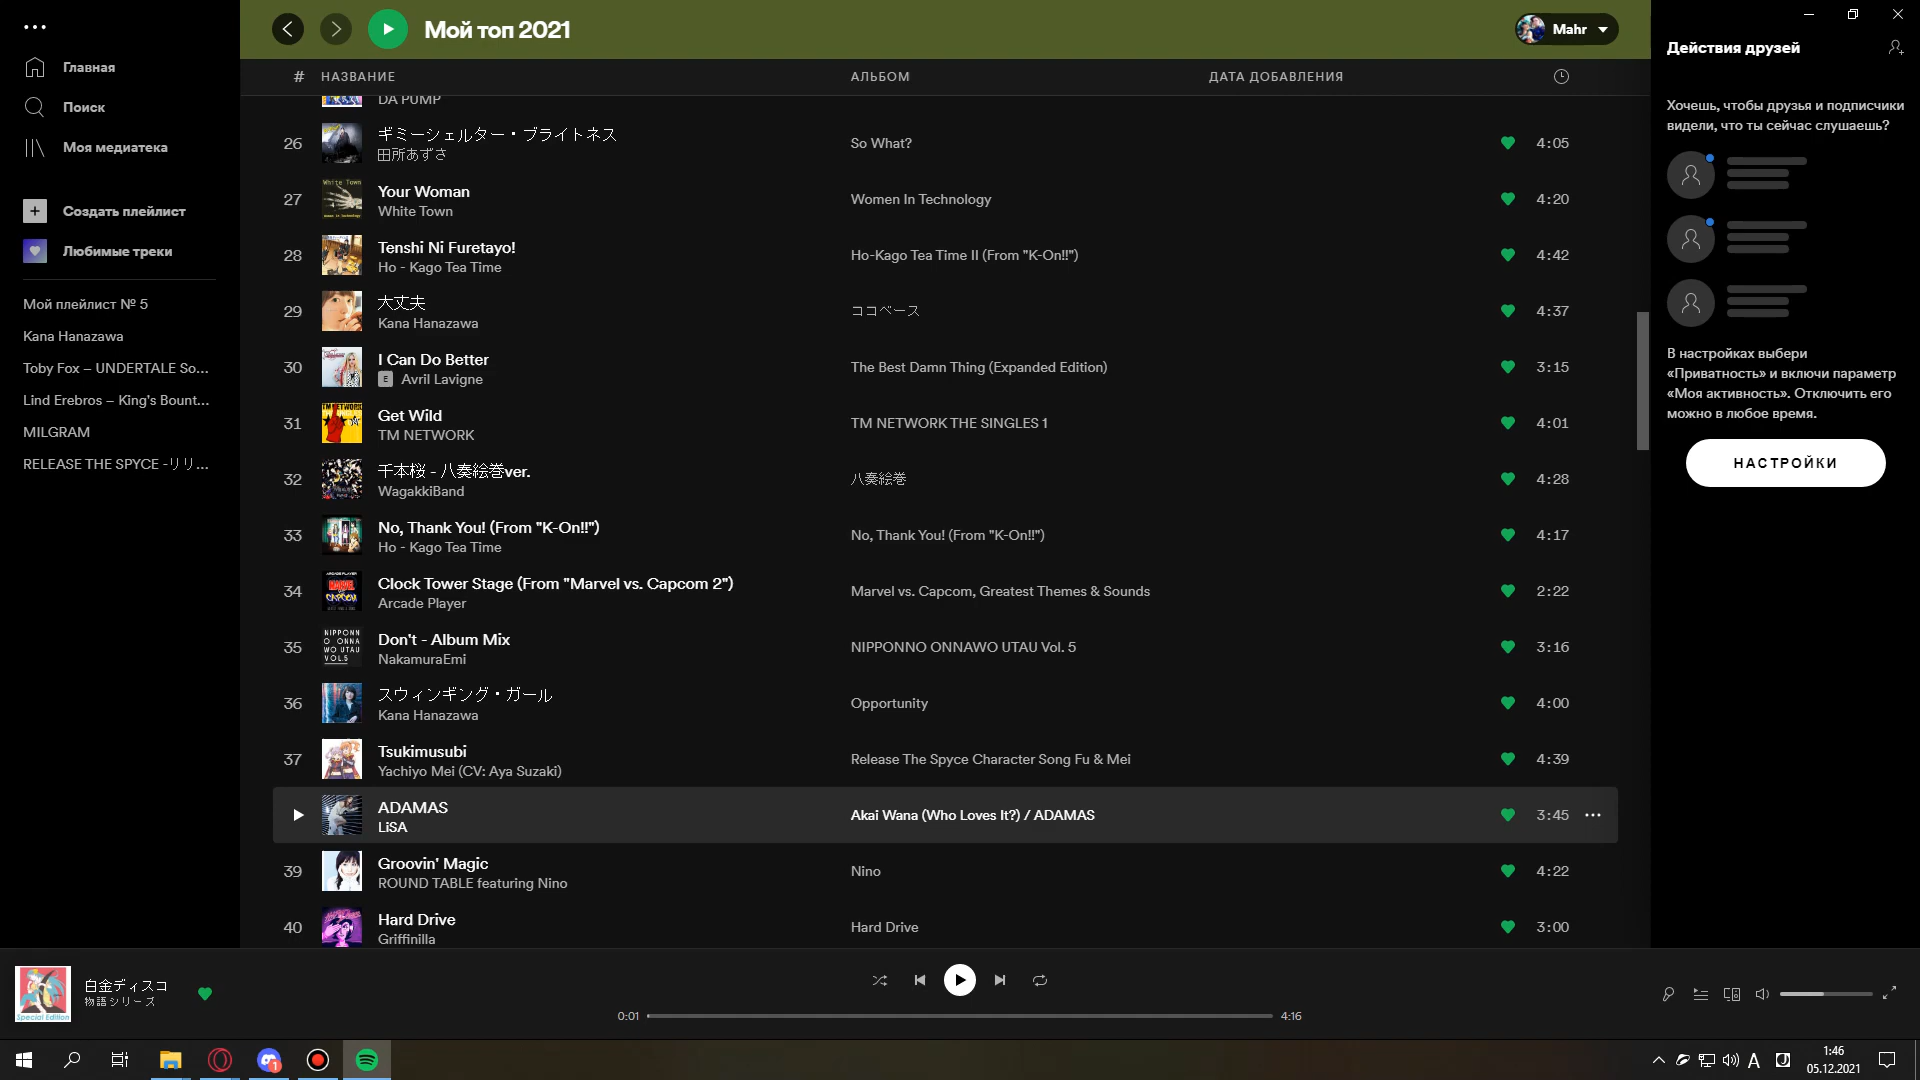 Главная
Поиск
Моя медиатека
Создать плейлист
Любимые треки
Мой плейлист № 5
Kana Hanazawa
Toby Fox – UNDERTALE So...
Lind Erebros – King's Bount...
MILGRAM
RELEASE THE SPYCE -リリ...
Мой топ 2021
Mahr
# НАЗВАНИЕ АЛЬБОМ ДАТА ДОБАВЛЕНИЯ
DA PUMP
26 ギミーシェルター・ブライトネス So What? 4:05
田所あずさ
27 Your Woman Women In Technology 4:20
White Town
28 Tenshi Ni Furetayo! Ho-Kago Tea Time II (From "K-On!!") 4:42
Ho - Kago Tea Time
29 大丈夫 ココベース 4:37
Kana Hanazawa
30 I Can Do Better The Best Damn Thing (Expanded Edition) 3:15
E Avril Lavigne
31 Get Wild TM NETWORK THE SINGLES 1 4:01
TM NETWORK
32 千本桜 - 八奏絵巻ver. 八奏絵巻 4:28
WagakkiBand
33 No, Thank You! (From "K-On!!") No, Thank You! (From "K-On!!") 4:17
Ho - Kago Tea Time
34 Clock Tower Stage (From "Marvel vs. Capcom 2") Marvel vs. Capcom, Greatest Themes & Sounds 2:22
Arcade Player
35 Don't - Album Mix NIPPONNO ONNAWO UTAU Vol. 5 3:16
NakamuraEmi
36 スウィンギング・ガール Opportunity 4:00
Kana Hanazawa
37 Tsukimusubi Release The Spyce Character Song Fu & Mei 4:39
Yachiyo Mei (CV: Aya Suzaki)
ADAMAS Akai Wana (Who Loves It?) / ADAMAS 3:45
LiSA
39 Groovin' Magic Nino 4:22
ROUND TABLE featuring Nino
40 Hard Drive Hard Drive 3:00
Griffinilla
Действия друзей
Хочешь, чтобы друзья и подписчики
видели, что ты сейчас слушаешь?
В настройках выбери
«Приватность» и включи параметр
«Моя активность». Отключить его
можно в любое время.
НАСТРОЙКИ
Special Edition
白金ディスコ
物語シリーズ
0:01 4:16
1
A
J
1:46
05.12.2021